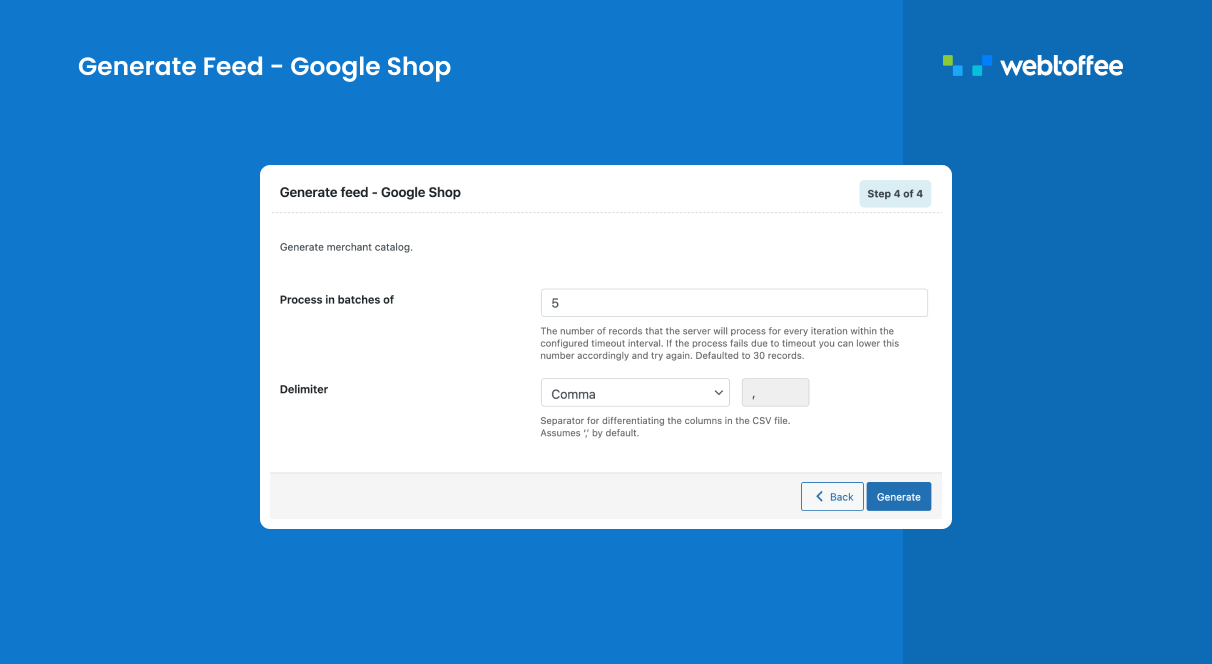 Generate Feed - Google Shop
webtoffee
Generate feed - Google Shop
Step 4 of 4
Generate merchant catalog.
Process in batches of
5
The number of records that the server will process for every iteration within the
configured timeout interval. If the process fails due to timeout you can lower this
number accordingly and try again. Defaulted to 30 records.
Delimiter
Comma
,
Separator for differentiating the columns in the CSV file.
Assumes ‘,’ by default.
Back
Generate